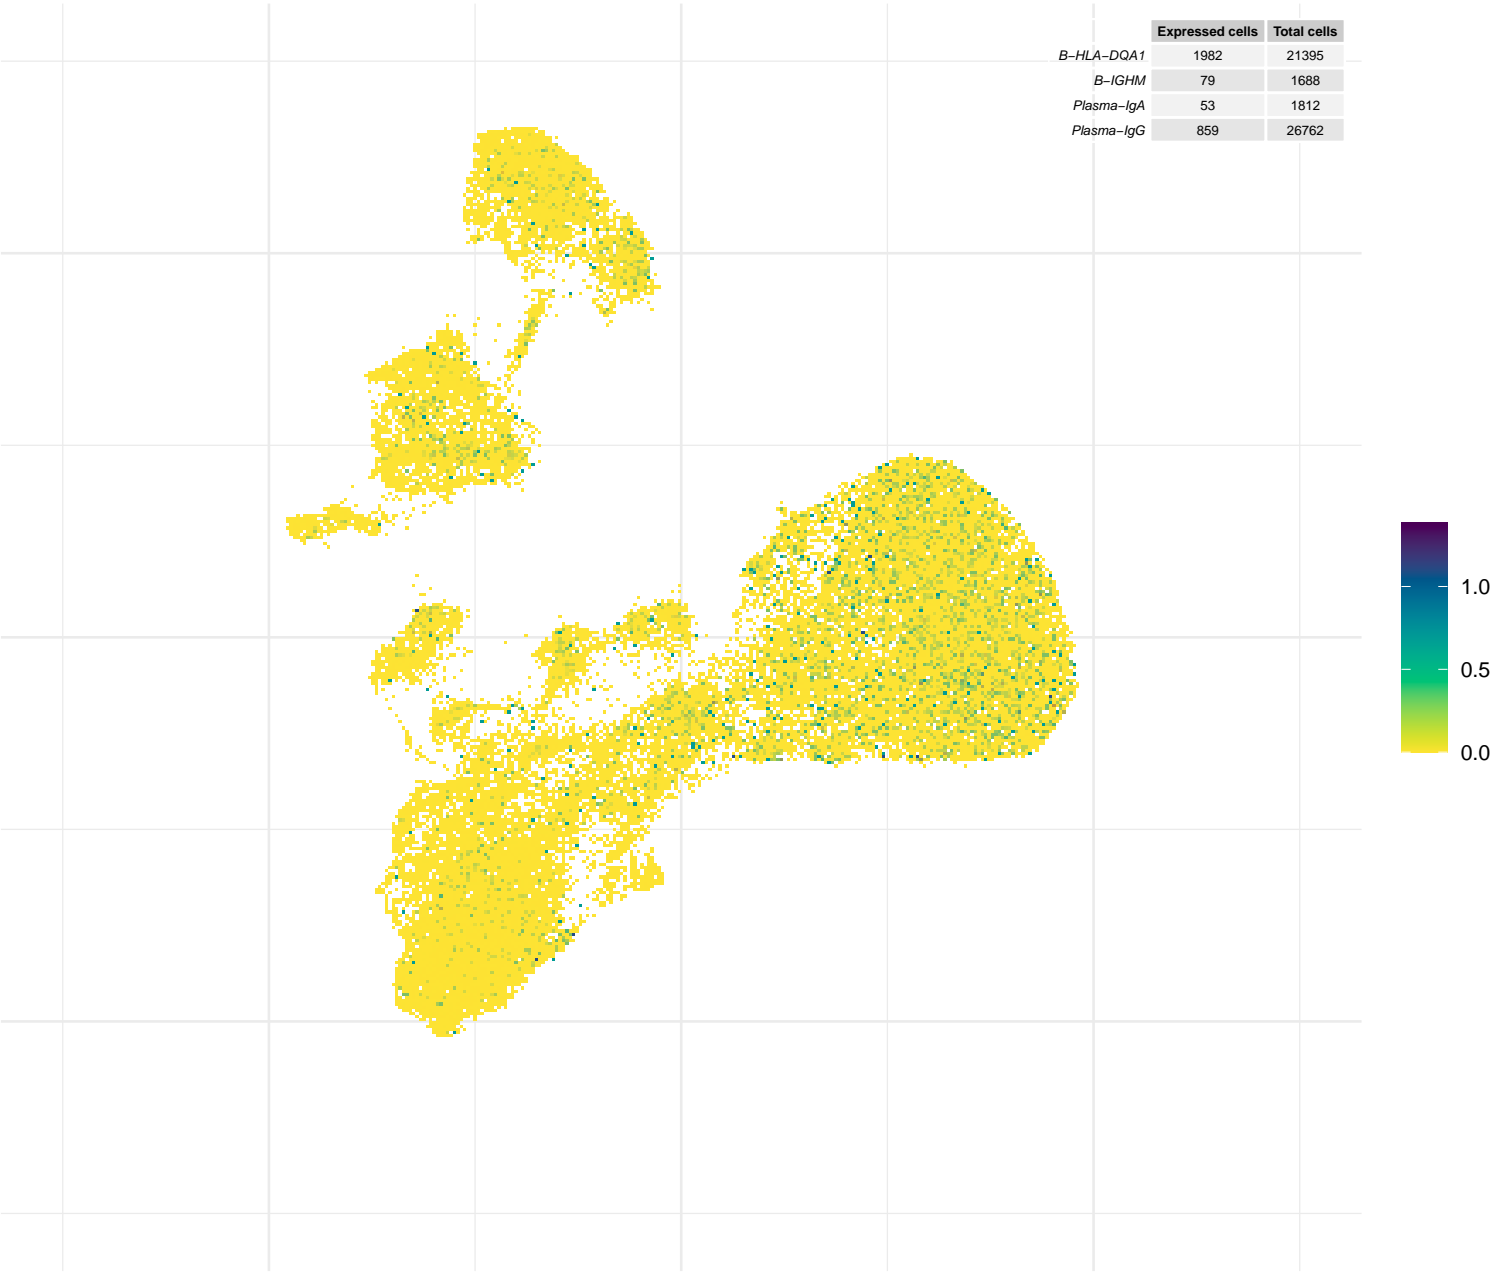 Expressed cells Total cells
B–HLA–DQA1 1982 21395
B–IGHM 79 1688
Plasma–IgA 53 1812
Plasma–IgG 859 26762
1.0
0.5
0.0